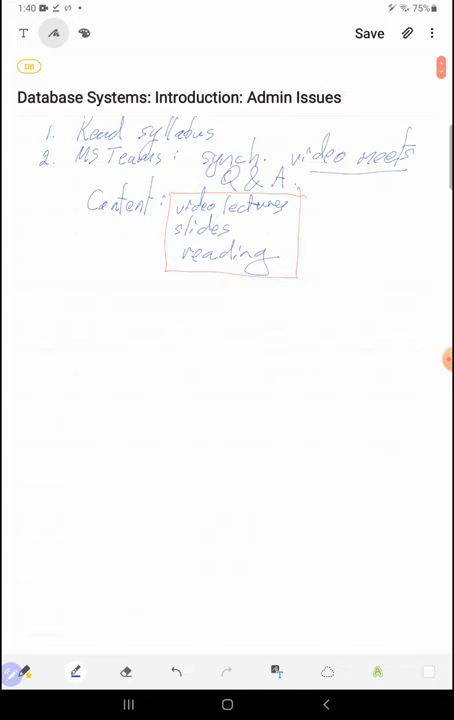 1:40 75%
T Save
DB
Database Systems: Introduction: Admin Issues
1. Read syllabus
2. MS Teams: synch. video meets
Q & A.
Content: video lectures
slides
reading
T
A